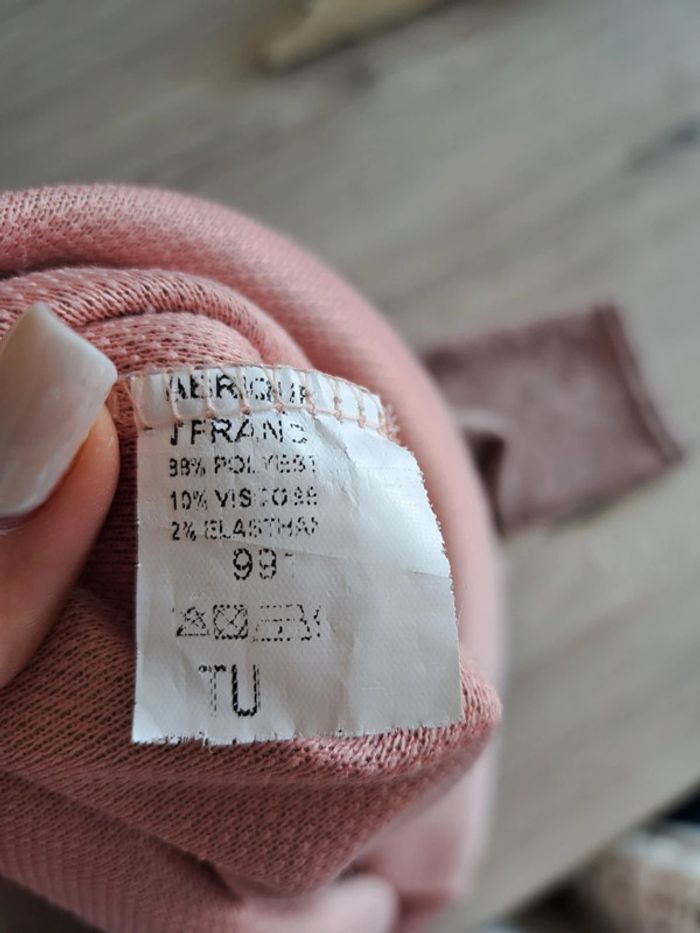 ABRIQU
FRANC
88% POLYEST
10% VISCOSE
2% ELASTHA
99
TU